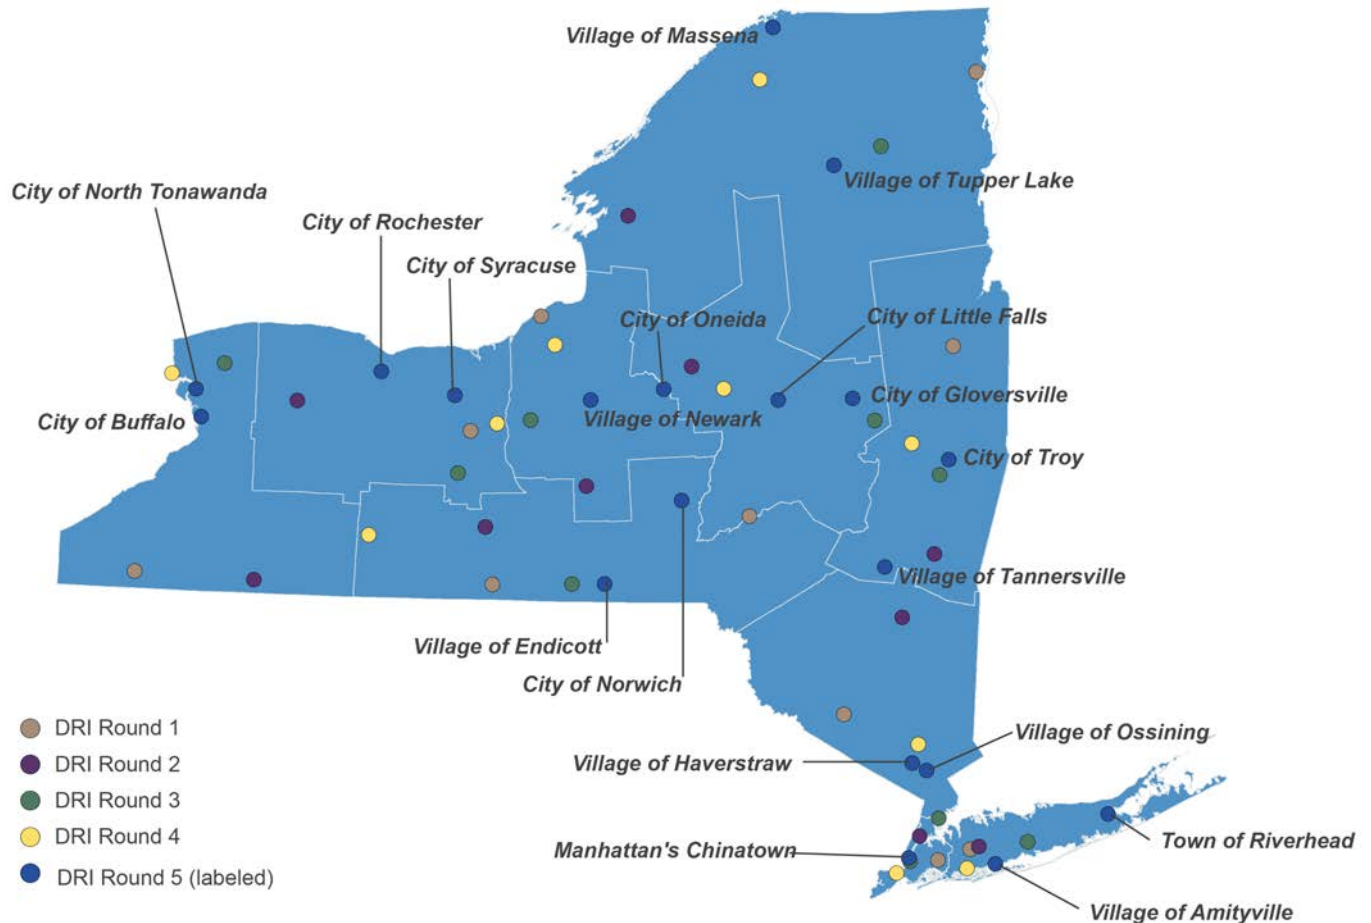 Village of Massena
Village of Tupper Lake
City of North Tonawanda
City of Rochester
City of Syracuse
City of Oneida
City of Little Falls
City of Gloversville
Village of Newark
City of Buffalo
City of Troy
Village of Tannersville
Village of Endicott
City of Norwich
DRI Round 1
DRI Round 2
DRI Round 3
DRI Round 4
DRI Round 5 (labeled)
Village of Ossining
Village of Haverstraw
Manhattan's Chinatown
Town of Riverhead
Village of Amityville